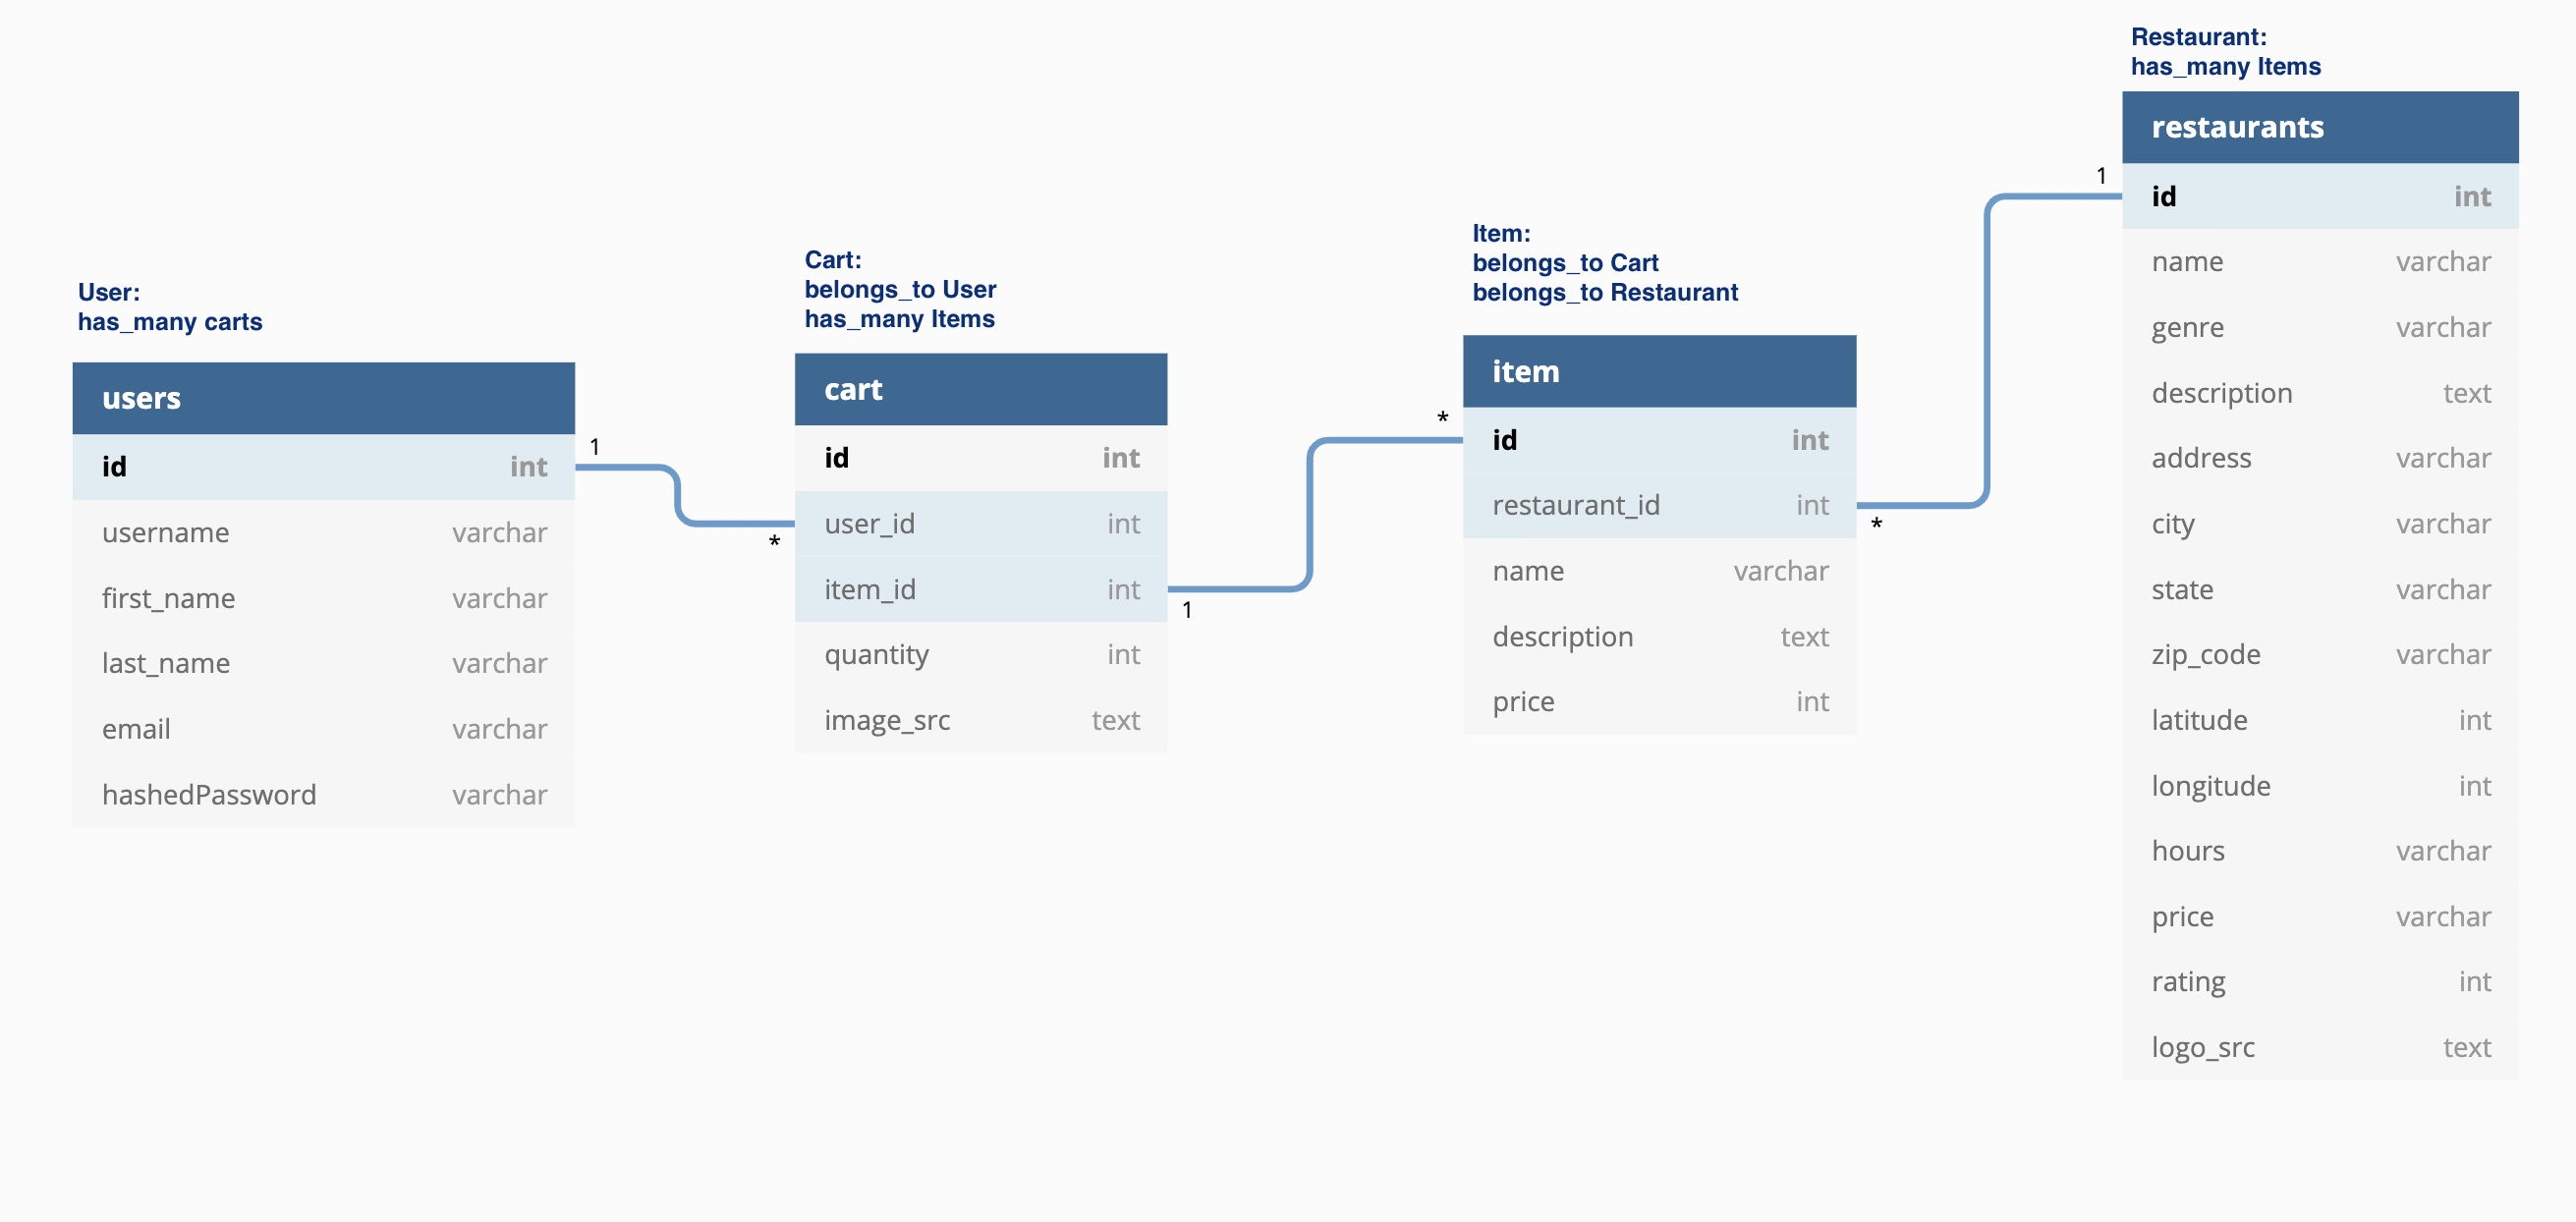 User:
has_many carts
users
id int
1
username varchar
first_name varchar
last_name varchar
email varchar
hashedPassword varchar
Cart:
belongs_to User
has_many Items
cart
id int
user_id int
*
item_id int
1
quantity int
image_src text
Item:
belongs_to Cart
belongs_to Restaurant
item
*
id int
restaurant_id int
*
name varchar
description text
price int
Restaurant:
has_many Items
restaurants
1
id int
name varchar
genre varchar
description text
address varchar
city varchar
state varchar
zip_code varchar
latitude int
longitude int
hours varchar
price varchar
rating int
logo_src text